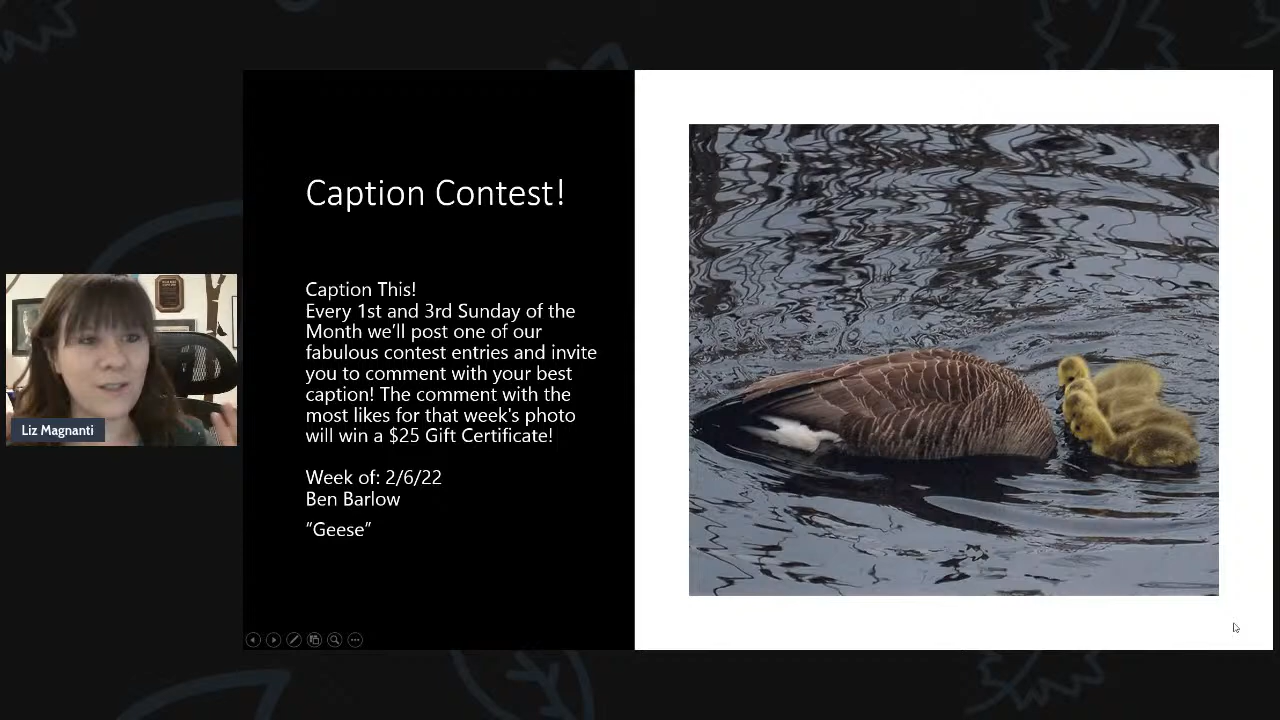 Caption Contest!
Caption This!
Every 1st and 3rd Sunday of the
Month we'll post one of our
fabulous contest entries and invite
you to comment with your best
caption! The comment with the
most likes for that week's photo
will win a $25 Gift Certificate!
Week of: 2/6/22
Ben Barlow
"Geese"
Liz Magnanti